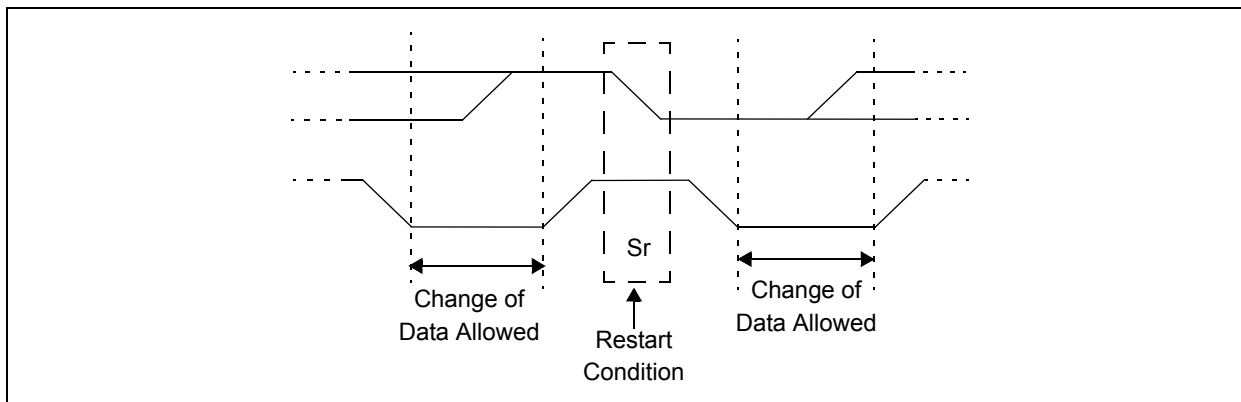 Sr
Change of
Data Allowed
Restart
Condition
Change of
Data Allowed